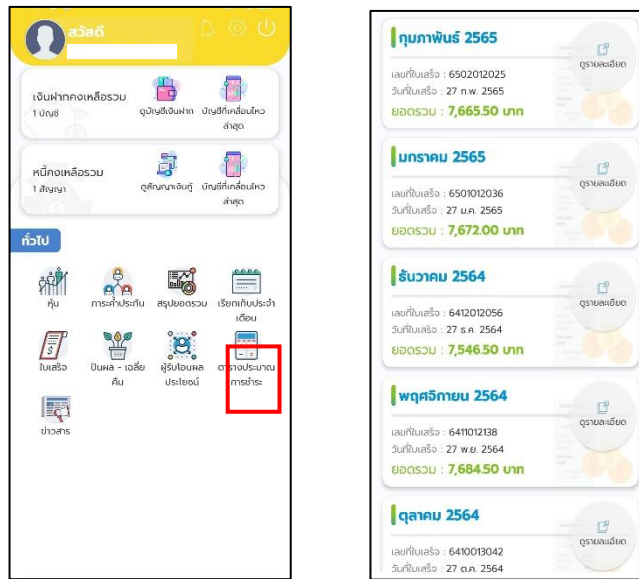 สวัสดี
เงินฝากคงเหลือรวม
1 บัญชี
ดูบัญชีเงินฝาก
บัญชีที่เคลื่อนไหว
ล่าสุด
หนี้คงเหลือรวม
1 สัญญา
ดูสัญญาเงินกู้
บัญชีที่เคลื่อนไหว
ล่าสุด
ทั่วไป
หุ้น
ภาระค้ำประกัน
สรุปยอดรวม
เรียกเก็บประจำ
เดือน
ใบเสร็จ
ปันผล - เฉลี่ย
คืน
ผู้รับโอนผล
ประโยชน์
ตารางประมาณ
การชำระ
ข่าวสาร
กุมภาพันธ์ 2565
เลขที่ใบเสร็จ : 6502012025
วันที่ใบเสร็จ : 27 ก.พ. 2565
ยอดรวม : 7,665.50 บาท
ดูรายละเอียด
มกราคม 2565
เลขที่ใบเสร็จ : 6501012036
วันที่ใบเสร็จ : 27 ม.ค. 2565
ยอดรวม : 7,672.00 บาท
ดูรายละเอียด
ธันวาคม 2564
เลขที่ใบเสร็จ : 6412012056
วันที่ใบเสร็จ : 27 ธ.ค. 2564
ยอดรวม : 7,546.50 บาท
ดูรายละเอียด
พฤศจิกายน 2564
เลขที่ใบเสร็จ : 6411012138
วันที่ใบเสร็จ : 27 พ.ย. 2564
ยอดรวม : 7,684.50 บาท
ดูรายละเอียด
ตุลาคม 2564
เลขที่ใบเสร็จ : 6410013042
วันที่ใบเสร็จ : 27 ต.ค. 2564
ดูรายละเอียด